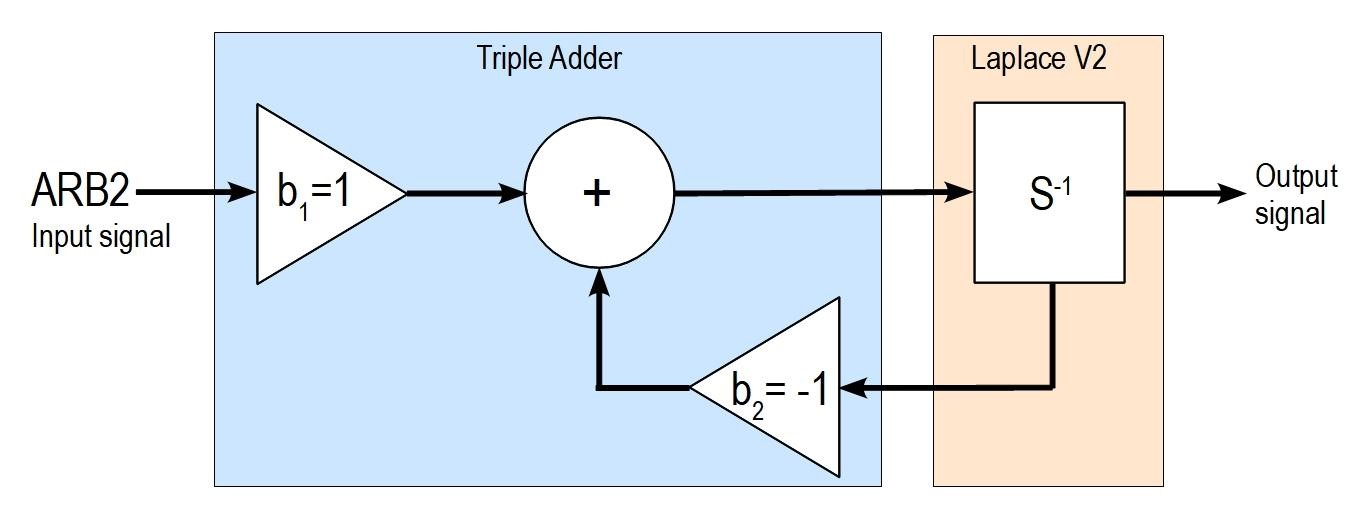 Triple Adder
Laplace V2
ARB2
Input signal
b₁=1
+
S⁻¹
Output
signal
b₂= -1